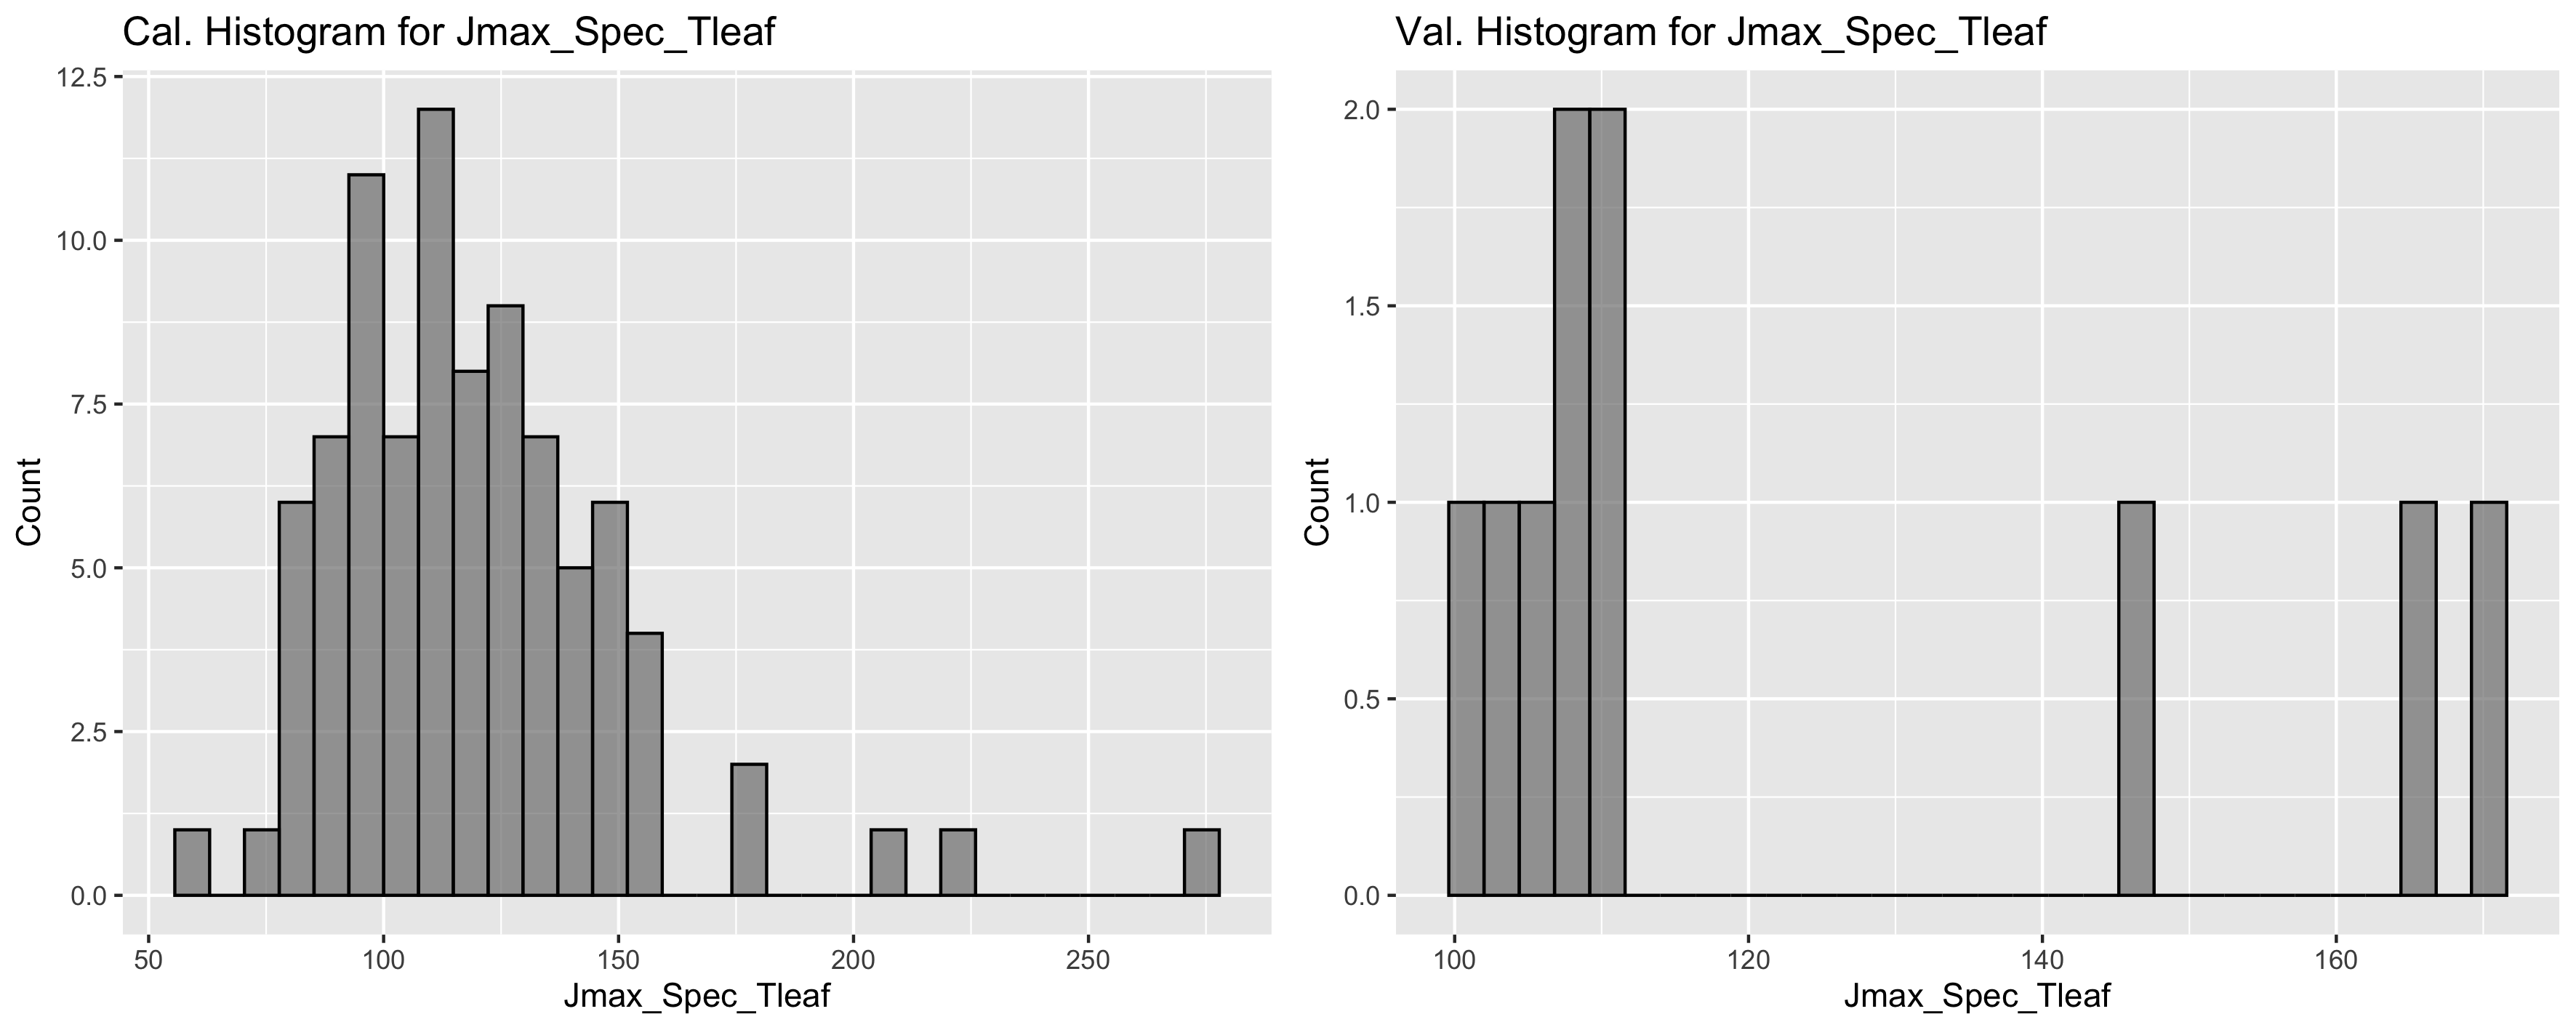 Cal. Histogram for Jmax_Spec_Tleaf
12.5
10.0
7.5
5.0
2.5
0.0
Count
50 100 150 200 250
Jmax_Spec_Tleaf
Val. Histogram for Jmax_Spec_Tleaf
2.0
1.5
1.0
0.5
0.0
Count
100 120 140 160
Jmax_Spec_Tleaf